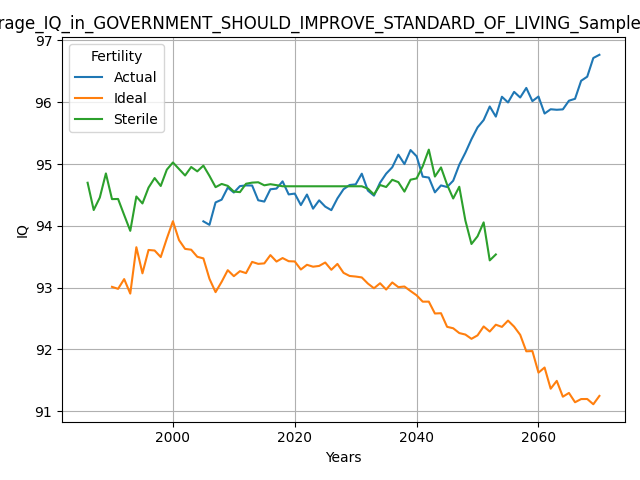 rage_IQ_in_GOVERNMENT_SHOULD_IMPROVE_STANDARD_OF_LIVING_Sample
Fertility
Actual
Ideal
Sterile
97
96
95
94
93
92
91
IQ
2000 2020 2040 2060
Years